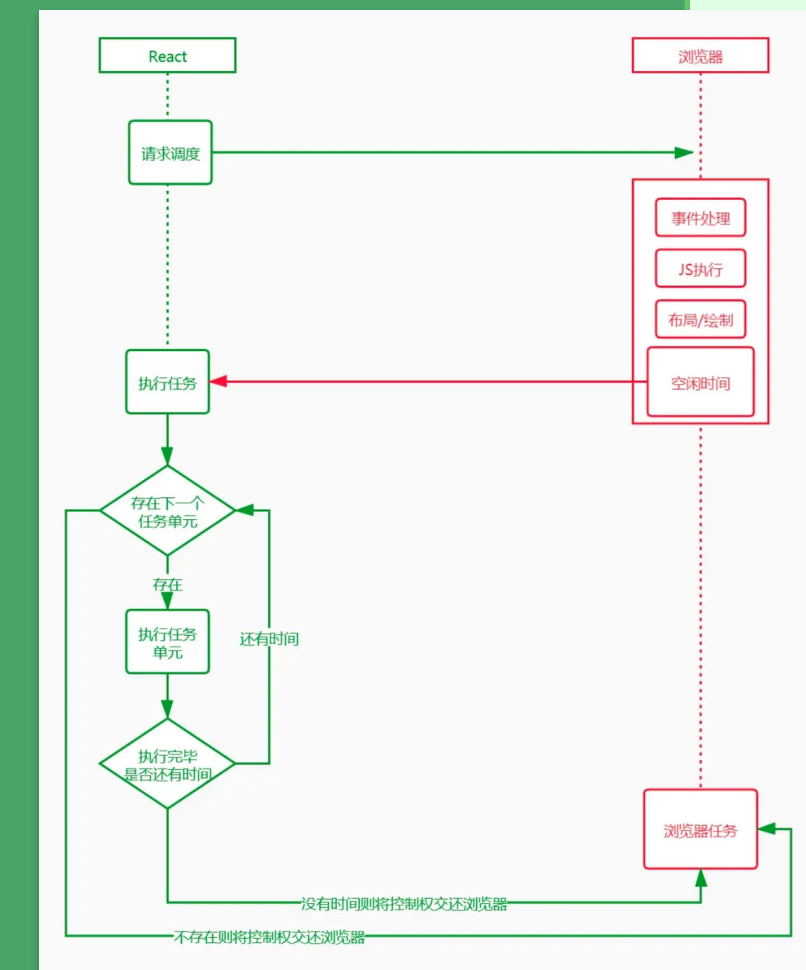 React
浏览器
请求调度
事件处理
JS执行
布局/绘制
空闲时间
执行任务
存在下一个
任务单元
存在
执行任务
单元
还有时间
执行完毕
是否还有时间
浏览器任务
没有时间则将控制权交还浏览器
不存在则将控制权交还浏览器